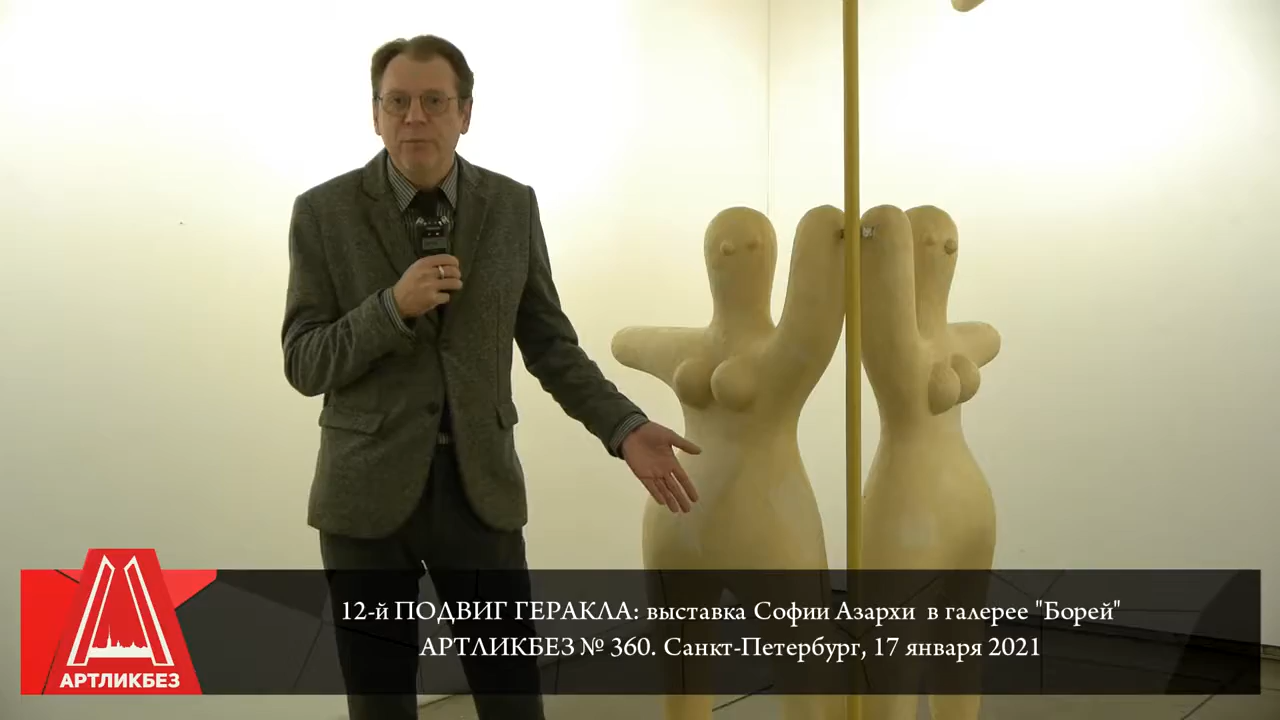 12-й ПОДВИГ ГЕРАКЛА: выставка Софии Азархи в галерее "Борей"
АРТЛИКБЕЗ № 360. Санкт-Петербург, 17 января 2021
АРТЛИКБЕЗ